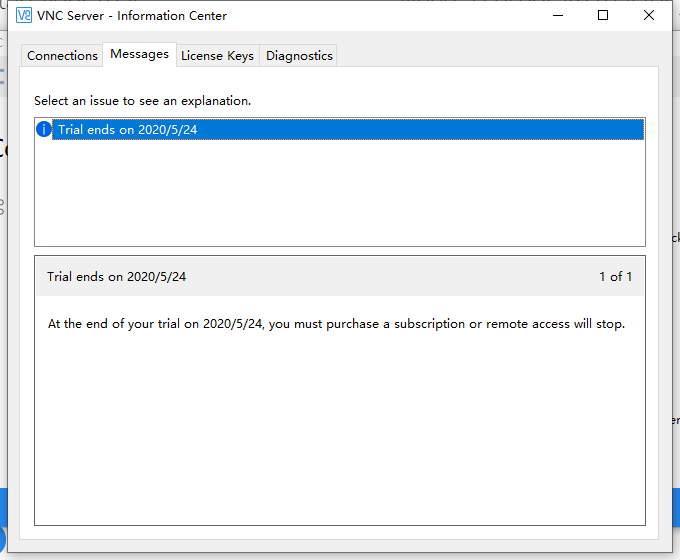 VNC Server - Information Center
Connections Messages License Keys Diagnostics
Select an issue to see an explanation.
Trial ends on 2020/5/24
Trial ends on 2020/5/24 1 of 1
At the end of your trial on 2020/5/24, you must purchase a subscription or remote access will stop.